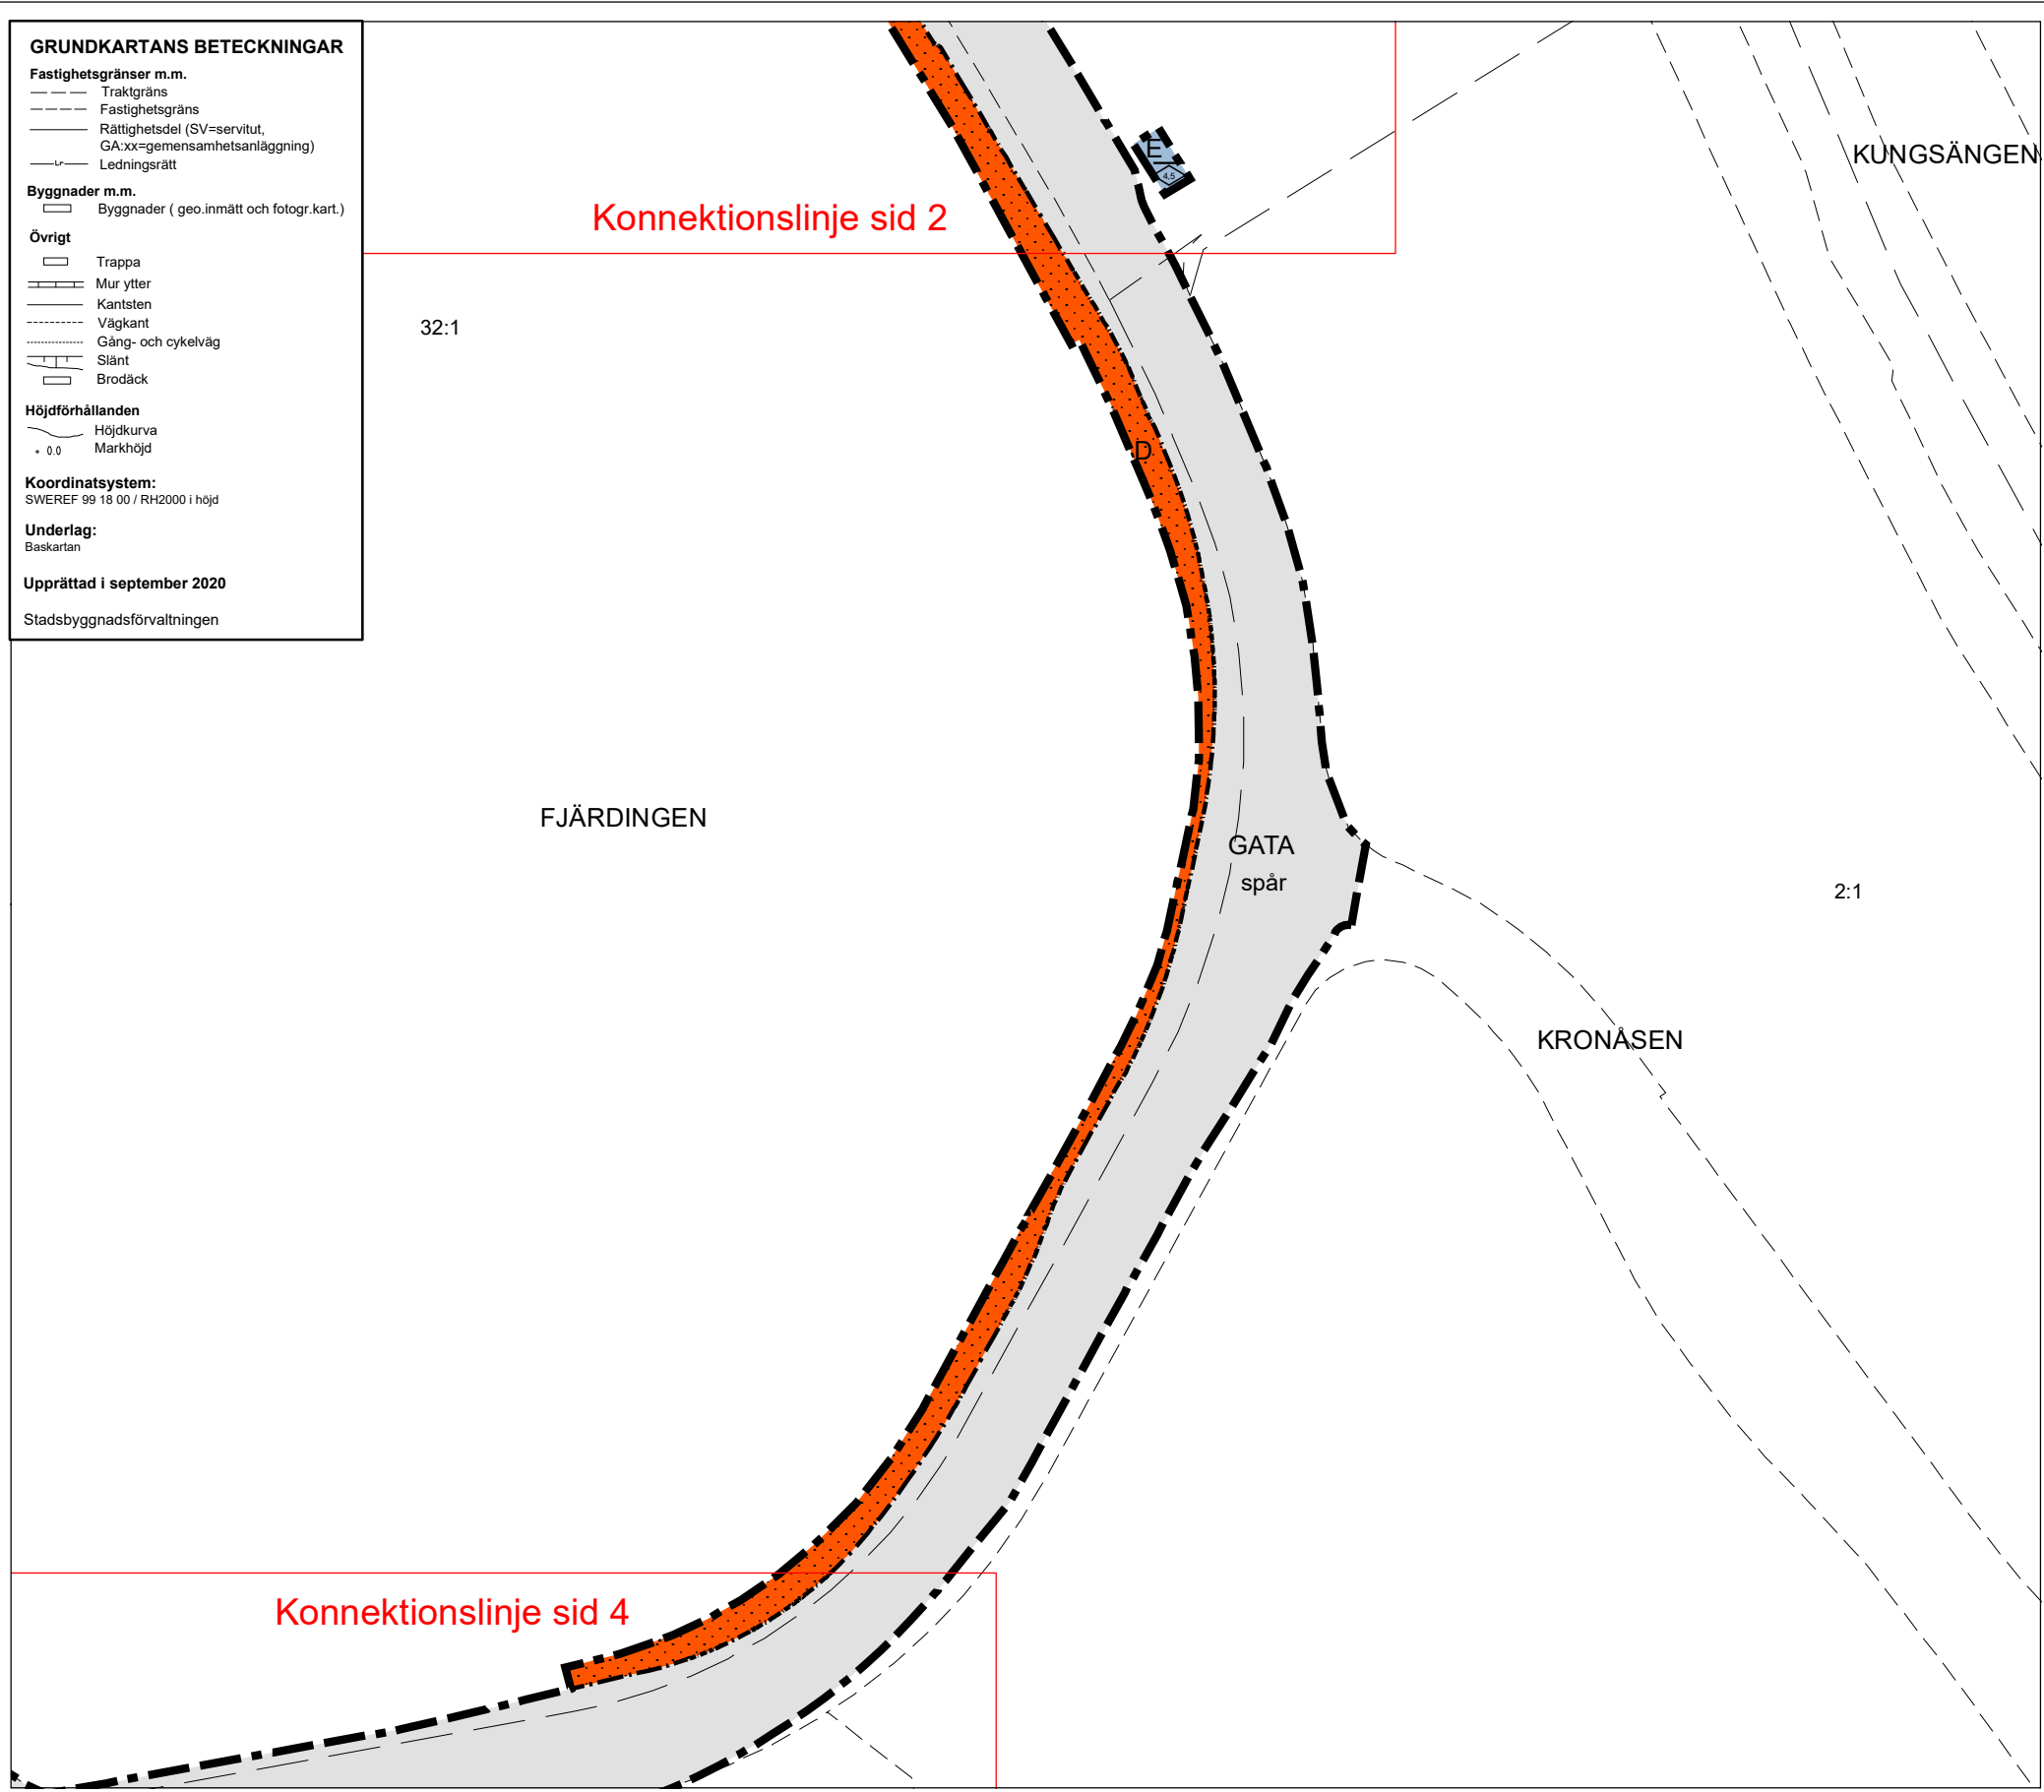 GRUNDKARTANS BETECKNINGAR
Fastighetsgränser m.m.
Traktgräns
Fastighetsgräns
Rättighetsdel (SV=servitut,
GA:xx=gemensamhetsanläggning)
Lr
Ledningsrätt
Byggnader m.m.
Byggnader ( geo.inmätt och fotogr.kart.)
Övrigt
Trappa
Mur ytter
Kantsten
Vägkant
Gång- och cykelväg
Slänt
Brodäck
Höjdförhållanden
Höjdkurva
0.0 Markhöjd
Koordinatsystem:
SWEREF 99 18 00 / RH2000 i höjd
Underlag:
Baskartan
Upprättad i september 2020
Stadsbyggnadsförvaltningen
E
4,5
KUNGSÄNGEN
Konnektionslinje sid 2
32:1
D
FJÄRDINGEN
GATA
spår
2:1
KRONÅSEN
Konnektionslinje sid 4